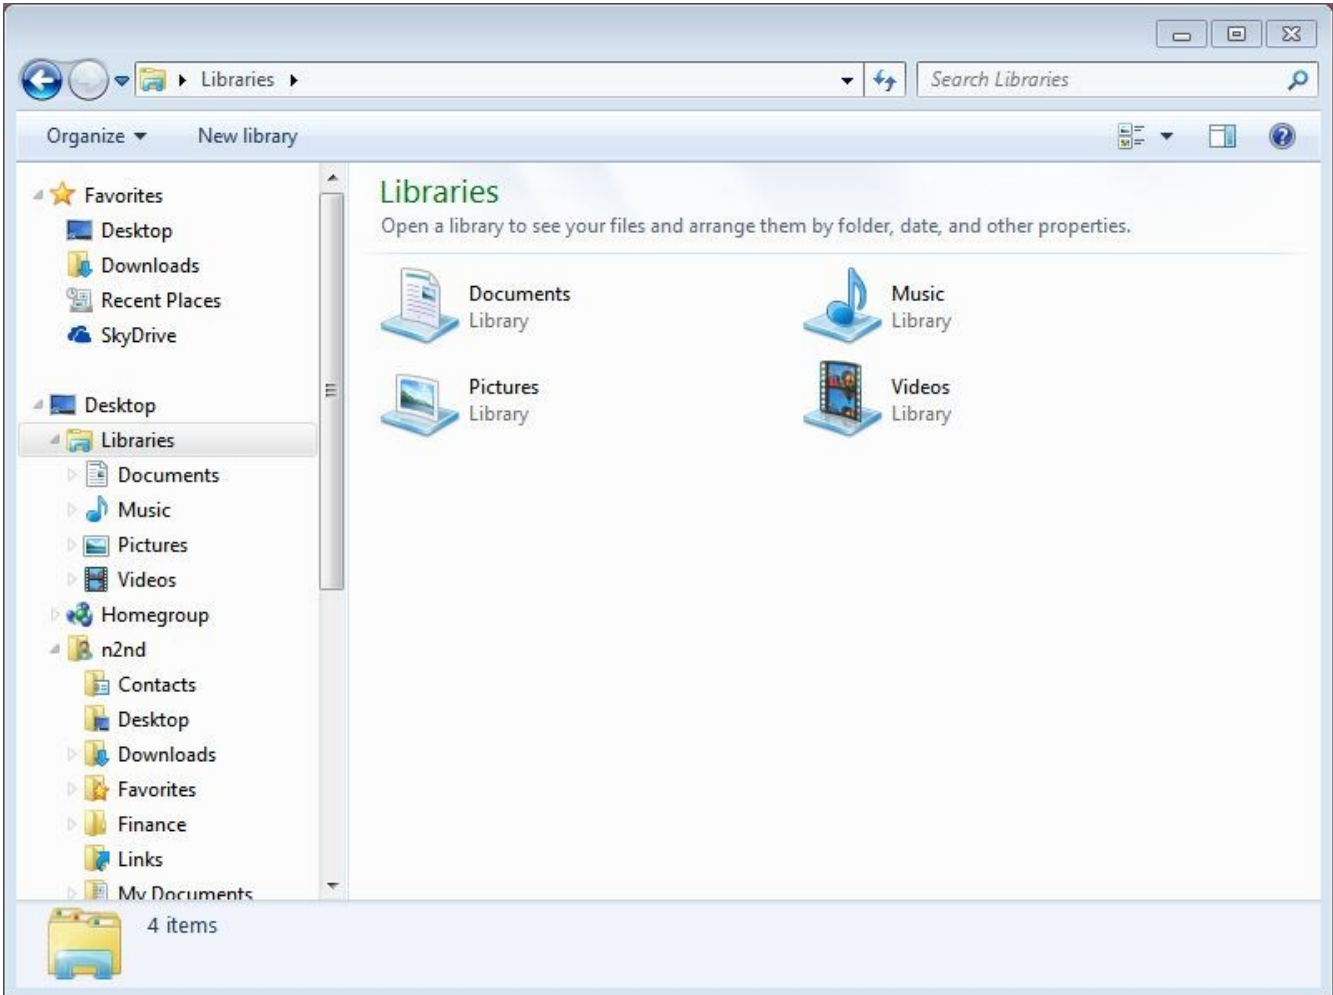 Libraries
Search Libraries
Organize
New library
Favorites
Desktop
Downloads
Recent Places
SkyDrive
Desktop
Libraries
Documents
Music
Pictures
Videos
Homegroup
n2nd
Contacts
Desktop
Downloads
Favorites
Finance
Links
My Documents
Libraries
Open a library to see your files and arrange them by folder, date, and other properties.
Documents
Library
Music
Library
Pictures
Library
Videos
Library
4 items